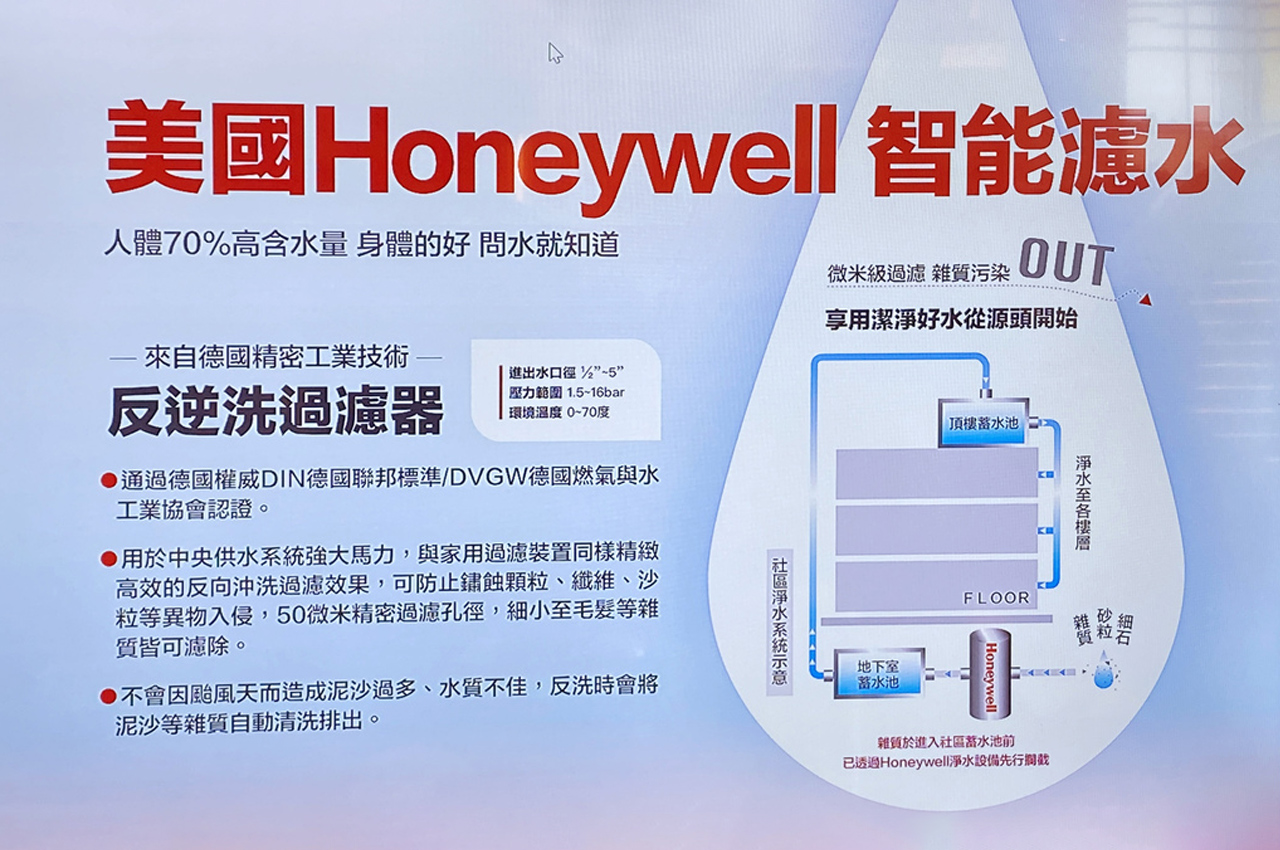 美國Honeywell 智能濾水
人體70%高含水量 身體的好 問水就知道
微米級過濾 雜質污染 OUT
享用潔淨好水從源頭開始
— 來自德國精密工業技術 —
反逆洗過濾器
進出水口徑 ½”~5”
壓力範圍 1.5~16bar
環境溫度 0~70度
●通過德國權威DIN德國聯邦標準/DVGW德國燃氣與水
工業協會認證。
●用於中央供水系統強大馬力，與家用過濾裝置同樣精緻
高效的反向沖洗過濾效果，可防止鏽蝕顆粒、纖維、沙
粒等異物入侵，50微米精密過濾孔徑，細小至毛髮等雜
質皆可濾除。
●不會因颱風天而造成泥沙過多、水質不佳，反洗時會將
泥沙等雜質自動清洗排出。
頂樓蓄水池
淨水至各樓層
FLOOR
社區淨水系統示意
地下室
蓄水池
Honeywell
雜質
砂粒
細石
雜質於進入社區蓄水池前
已透過Honeywell淨水設備先行攔截